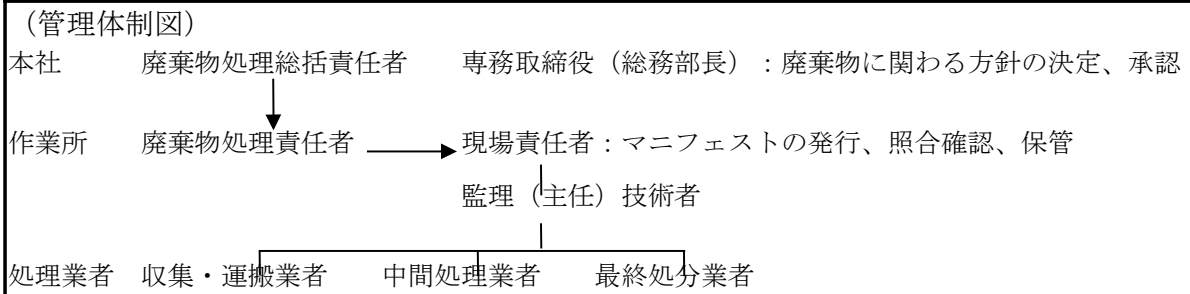 （管理体制図）
本社 廃棄物処理総括責任者 専務取締役（総務部長）：廃棄物に関わる方針の決定、承認
作業所 廃棄物処理責任者 現場責任者：マニフェストの発行、照合確認、保管
監理（主任）技術者
処理業者 収集・運搬業者 中間処理業者 最終処分業者